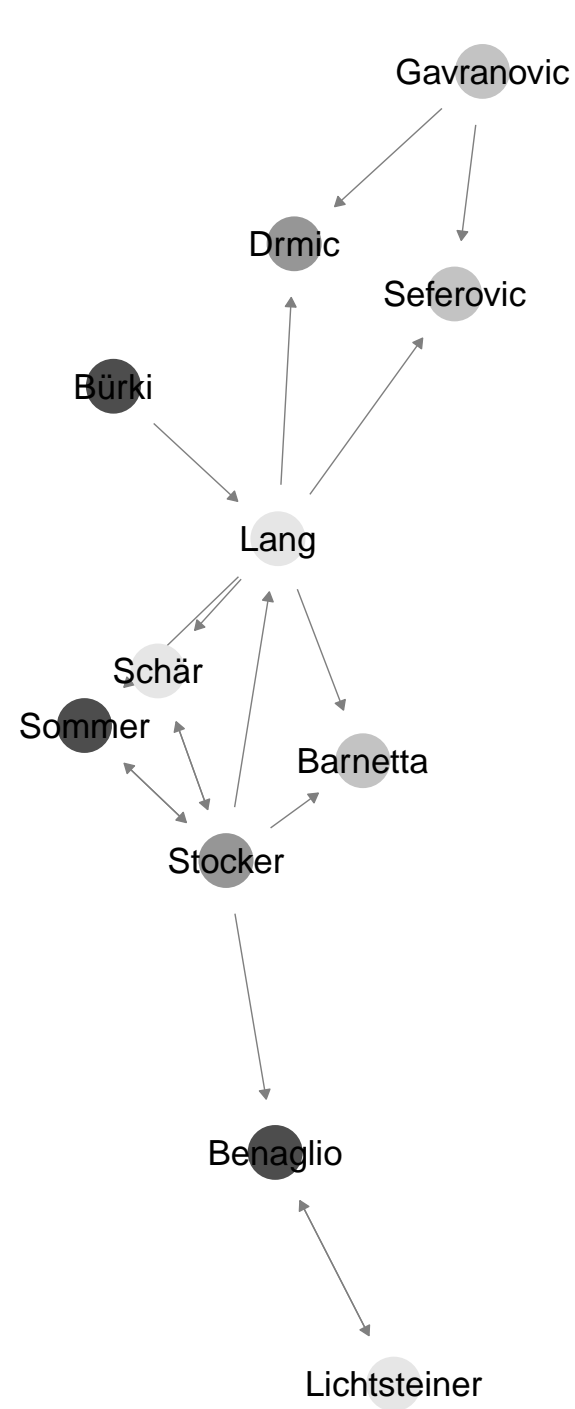 Gavranovic
Drmic
Seferovic
Bürki
Lang
Schär
Sommer
Barnetta
Stocker
Benaglio
Lichtsteiner